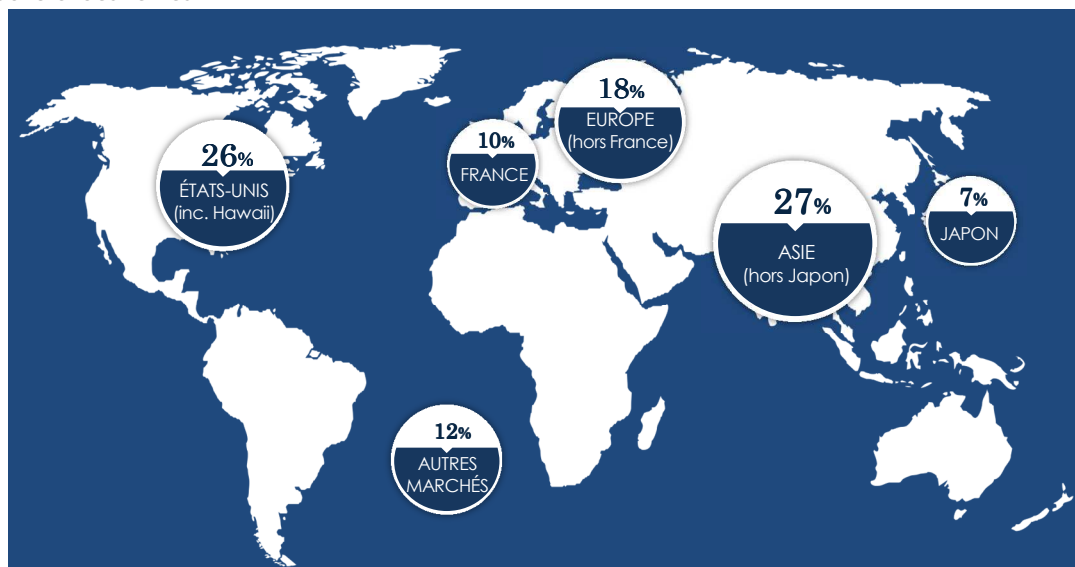 18%
EUROPE
(hors France)
10%
FRANCE
26%
ÉTATS-UNIS
(inc. Hawaii)
27%
ASIE
(hors Japon)
7%
JAPON
12%
AUTRES
MARCHÉS